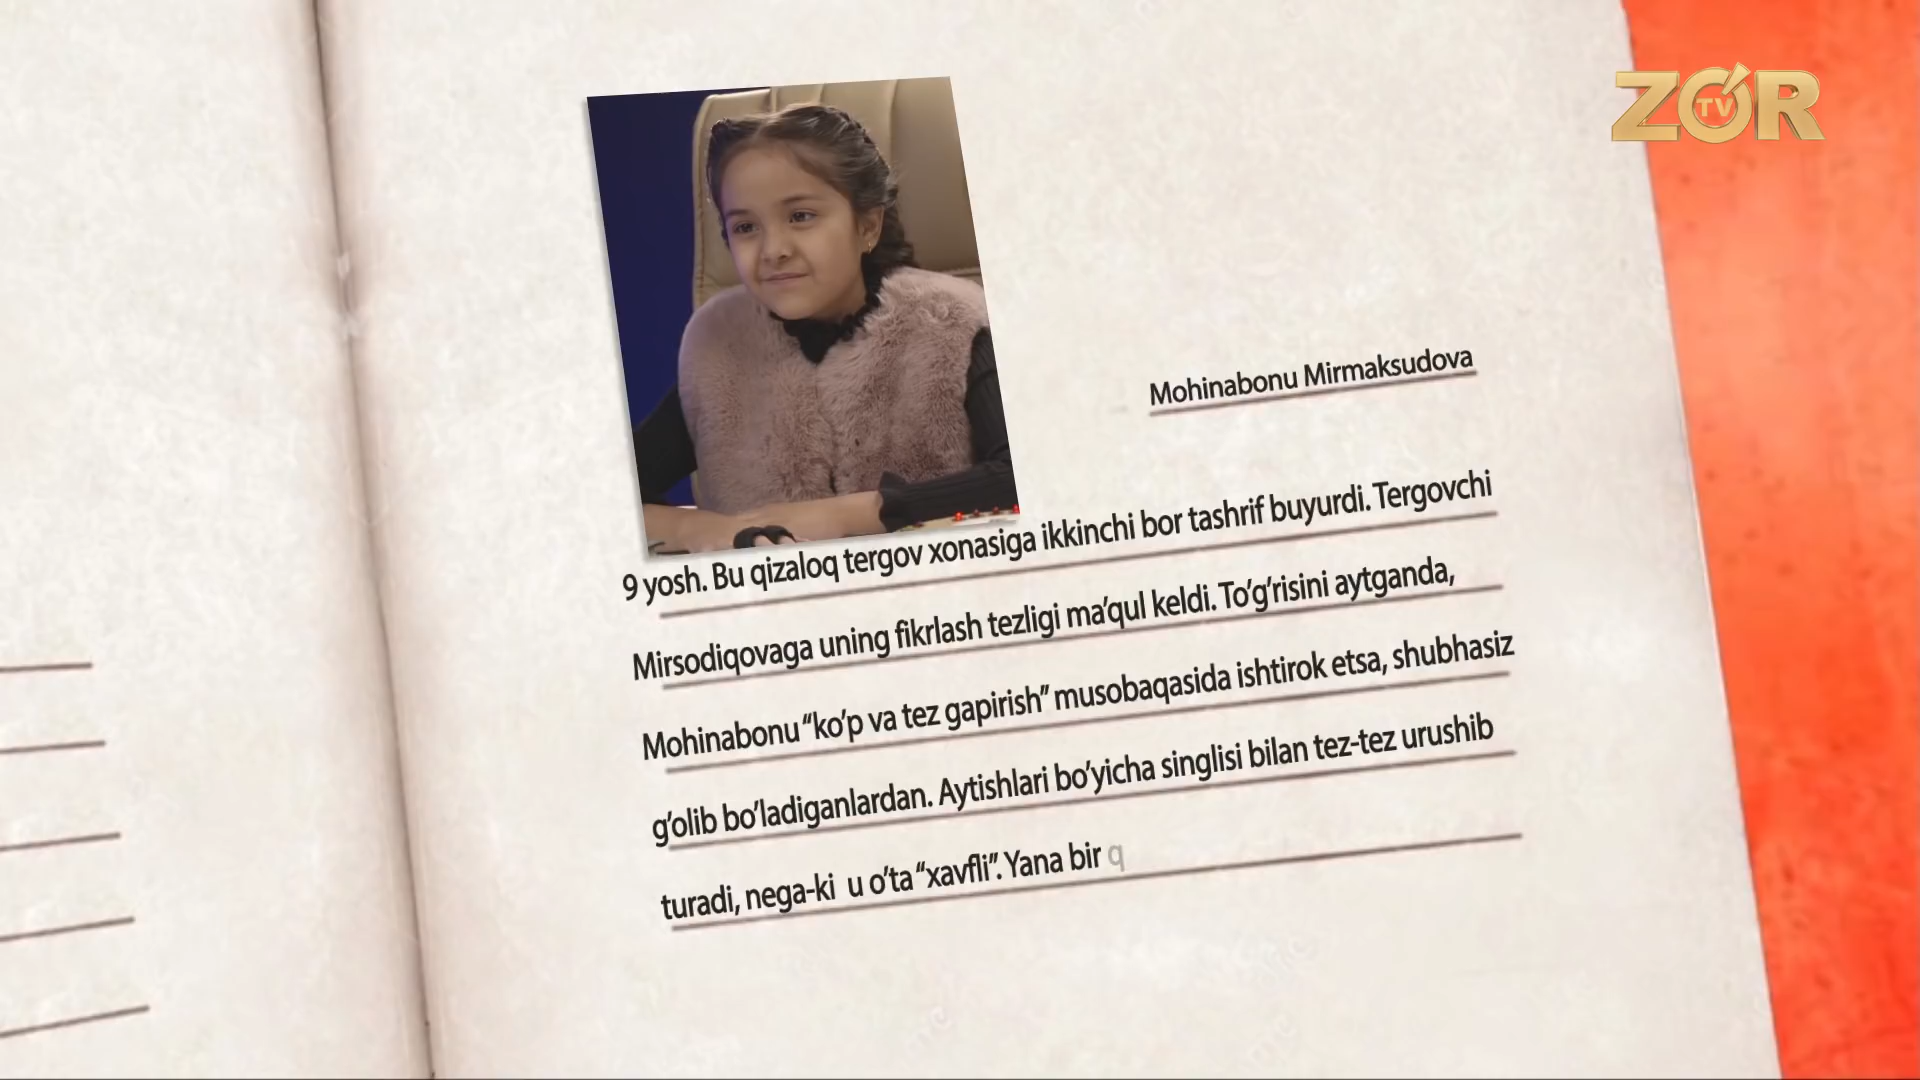 ZO'R
TV
Mohinabonu Mirmaksudova
9 yosh. Bu qizaloq tergov xonasiga ikkinchi bor tashrif buyurdi. Tergovchi
Mirsodiqovaga uning fikrlash tezligi ma’qul keldi. To’g’risini aytganda,
Mohinabonu “ko’p va tez gapirish” musobaqasida ishtirok etsa, shubhasiz
g’olib bo’ladiganlardan. Aytishlari bo’yicha singlisi bilan tez-tez urushib
turadi, nega-ki u o’ta “xavfli”. Yana bir q